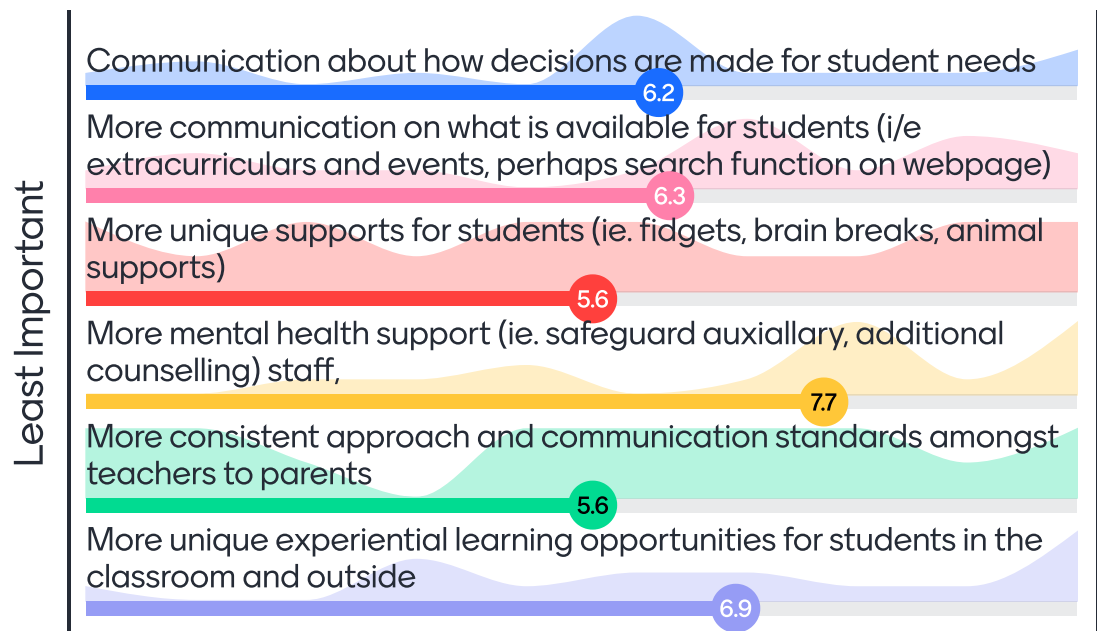 Least Important
Communication about how decisions are made for student needs
6.2
More communication on what is available for students (i/e
extracurriculars and events, perhaps search function on webpage)
6.3
More unique supports for students (ie. fidgets, brain breaks, animal
supports)
5.6
More mental health support (ie. safeguard auxiallary, additional
counselling) staff,
7.7
More consistent approach and communication standards amongst
teachers to parents
5.6
More unique experiential learning opportunities for students in the
classroom and outside
6.9